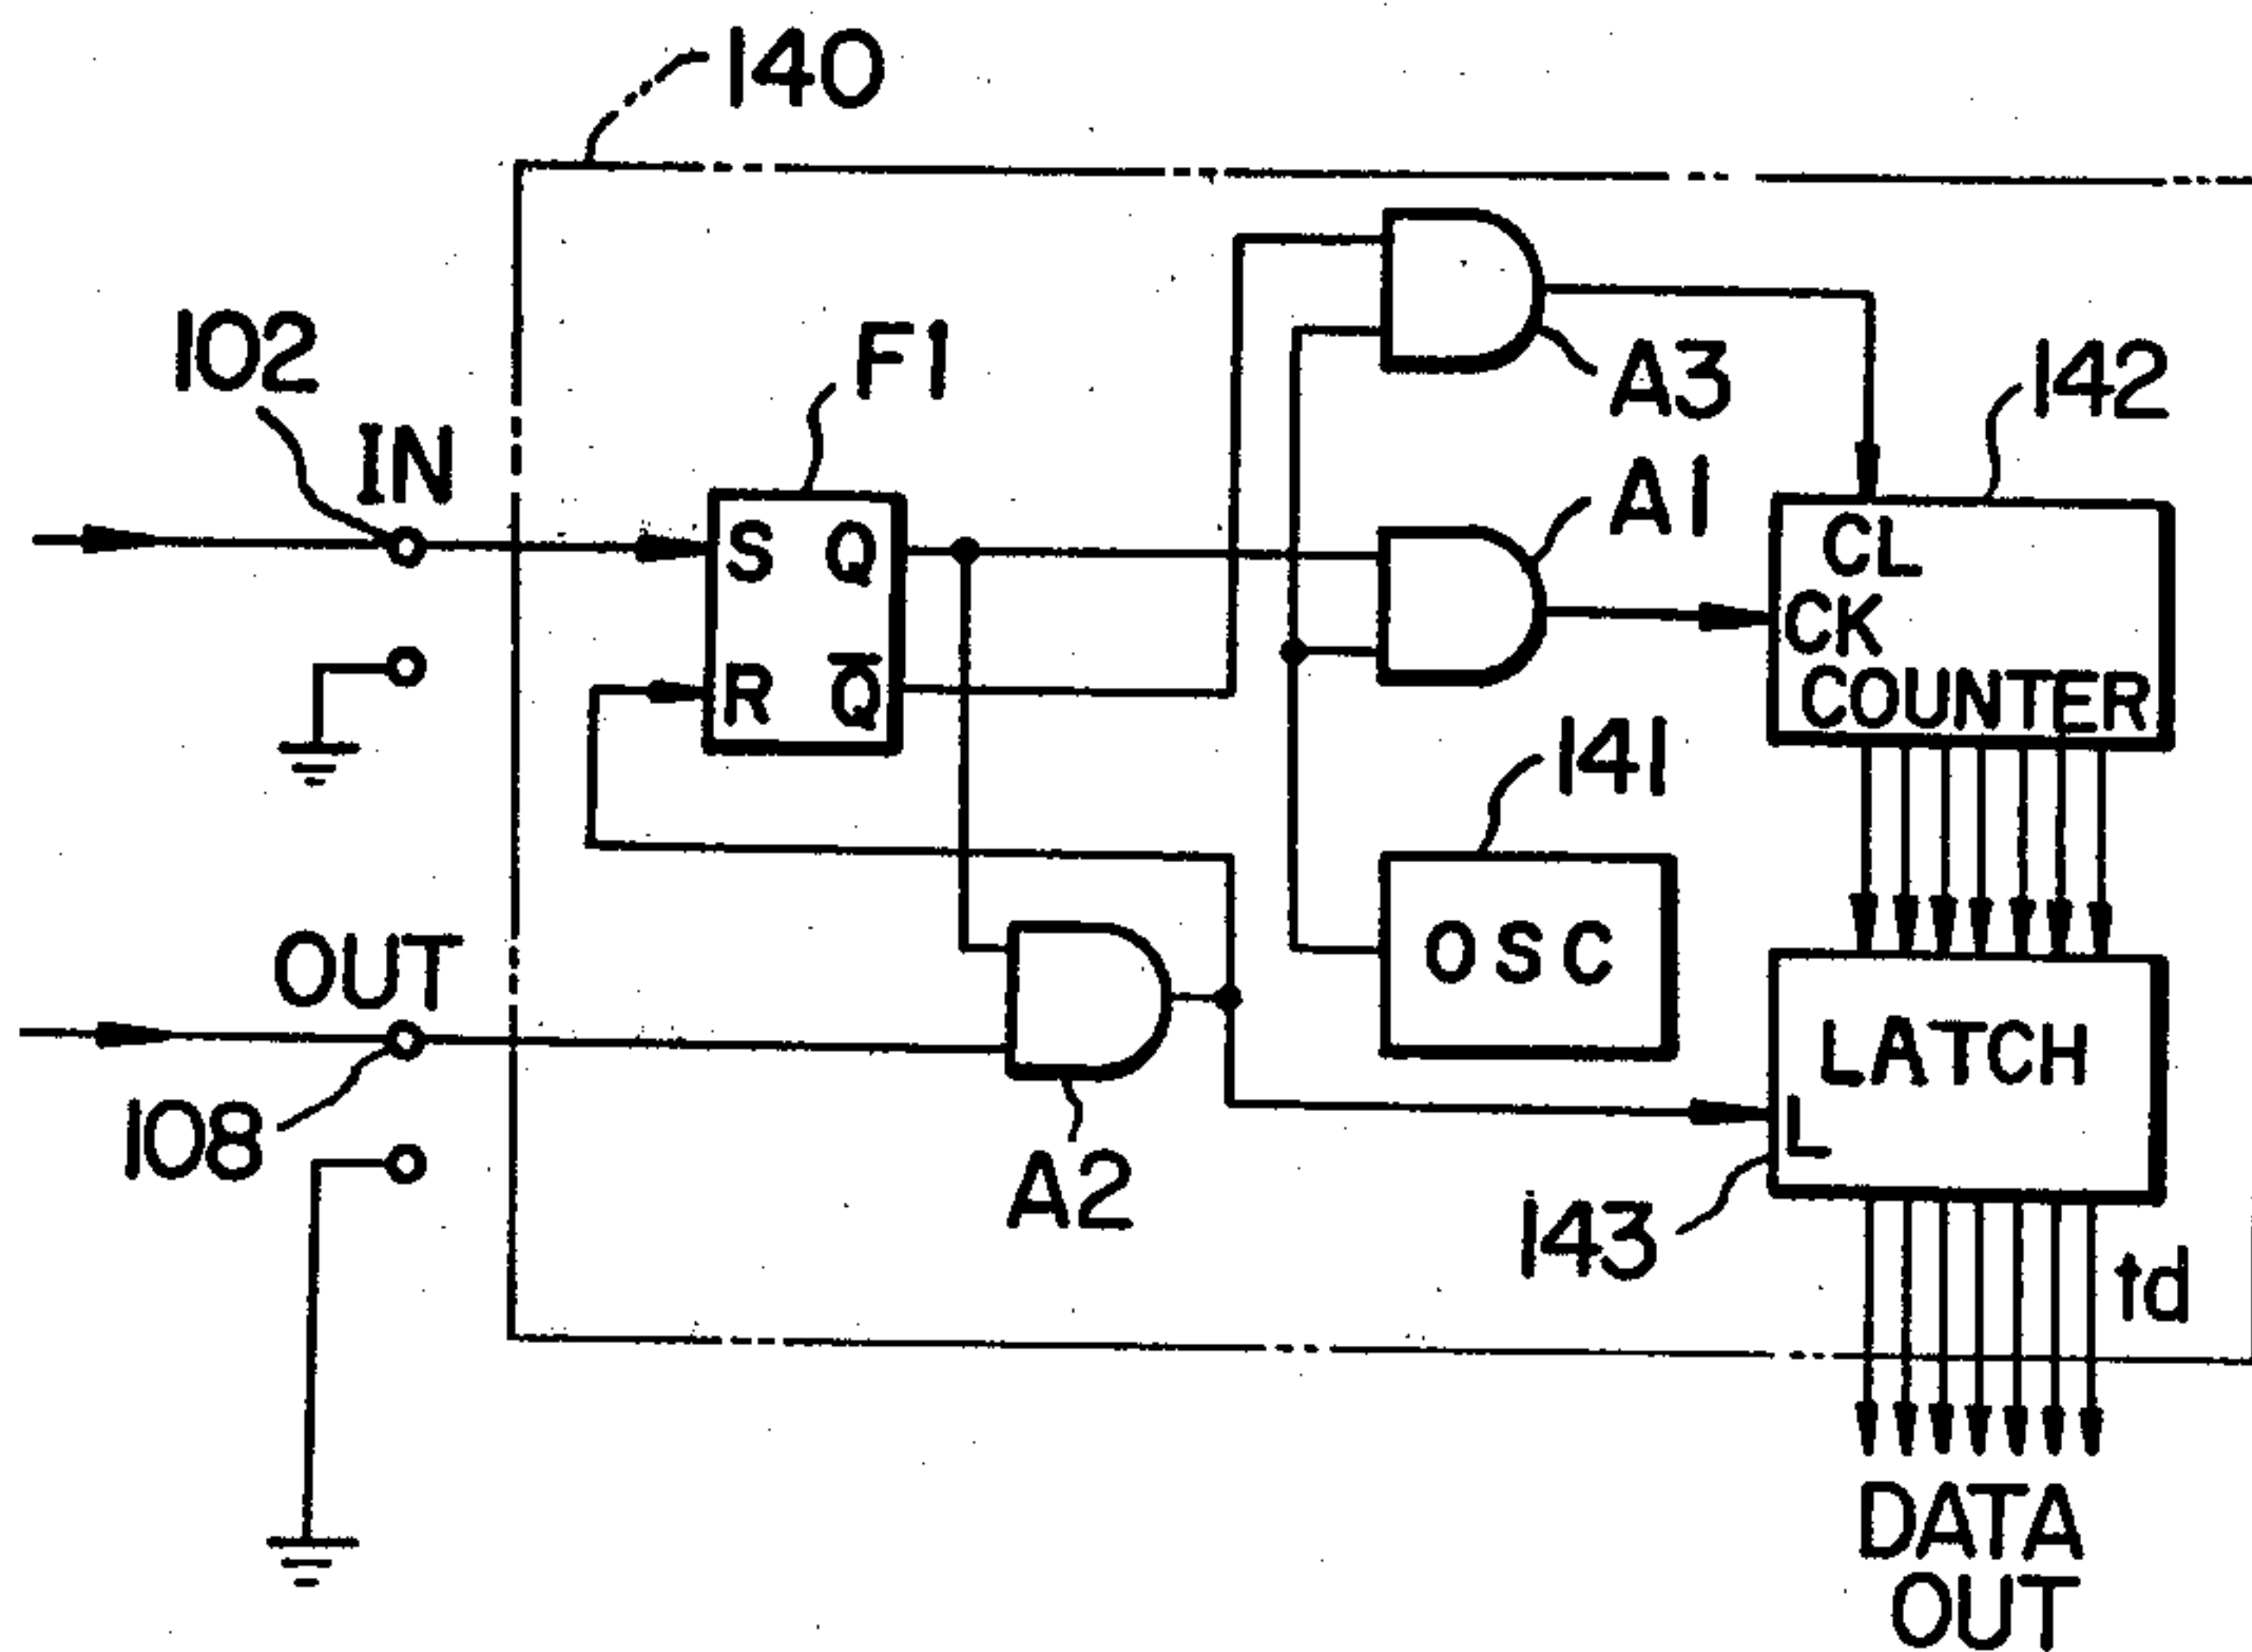 140
102
IN
F1
A3
142
A1
S Q
R Q̅
CL
CK
COUNTER
141
OSC
OUT
108
A2
LATCH
L
143
td
DATA
OUT